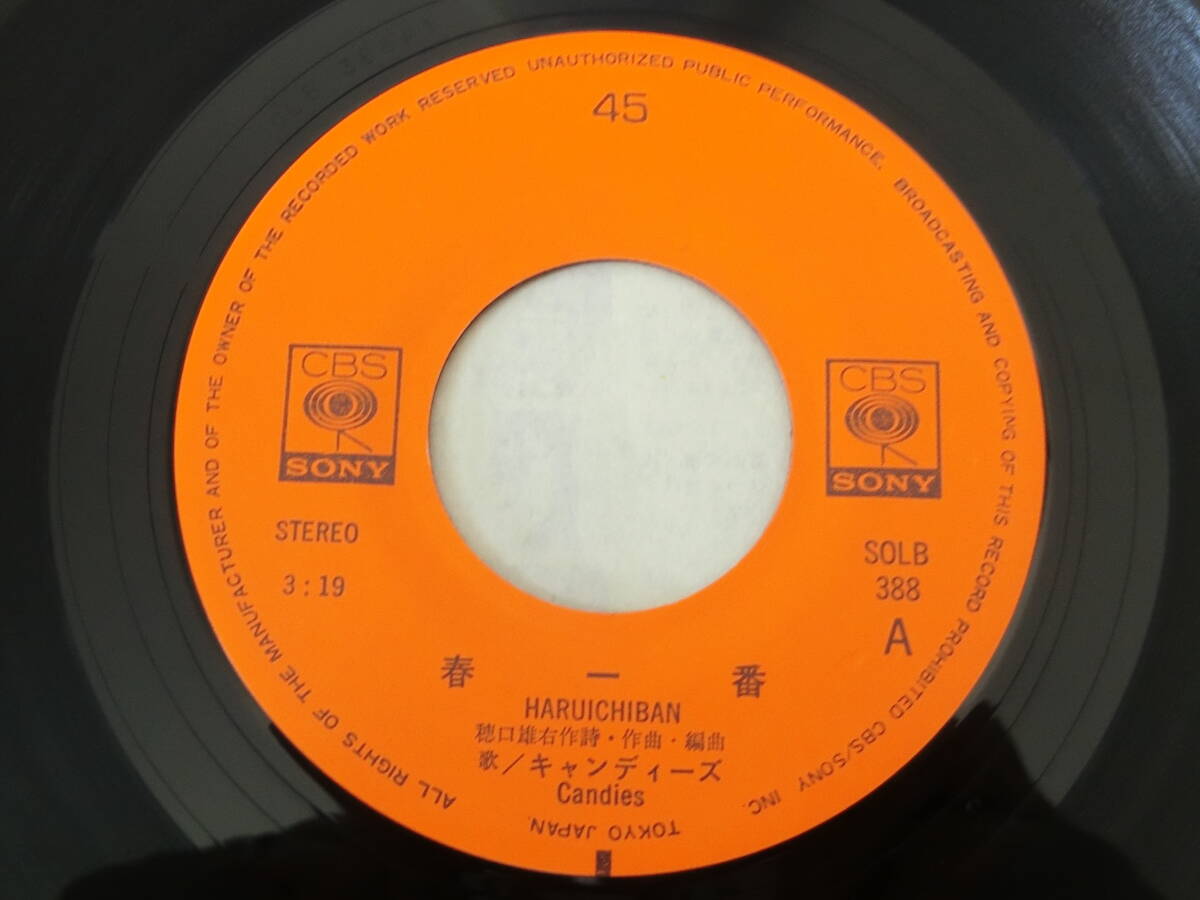 45
ALL RIGHTS OF THE MANUFACTURER AND OF THE OWNER OF THE RECORDED WORK RESERVED UNAUTHORIZED PUBLIC PERFORMANCE. BROADCASTING AND COPYING OF THIS RECORD PROHIBITED CBS/SONY INC.
TOKYO JAPAN.
CBS
SONY
CBS
SONY
STEREO
3:19
SOLB
388
A
春一番
HARUICHIBAN
穂口雄右作詩・作曲・編曲
歌/キャンディーズ
Candies